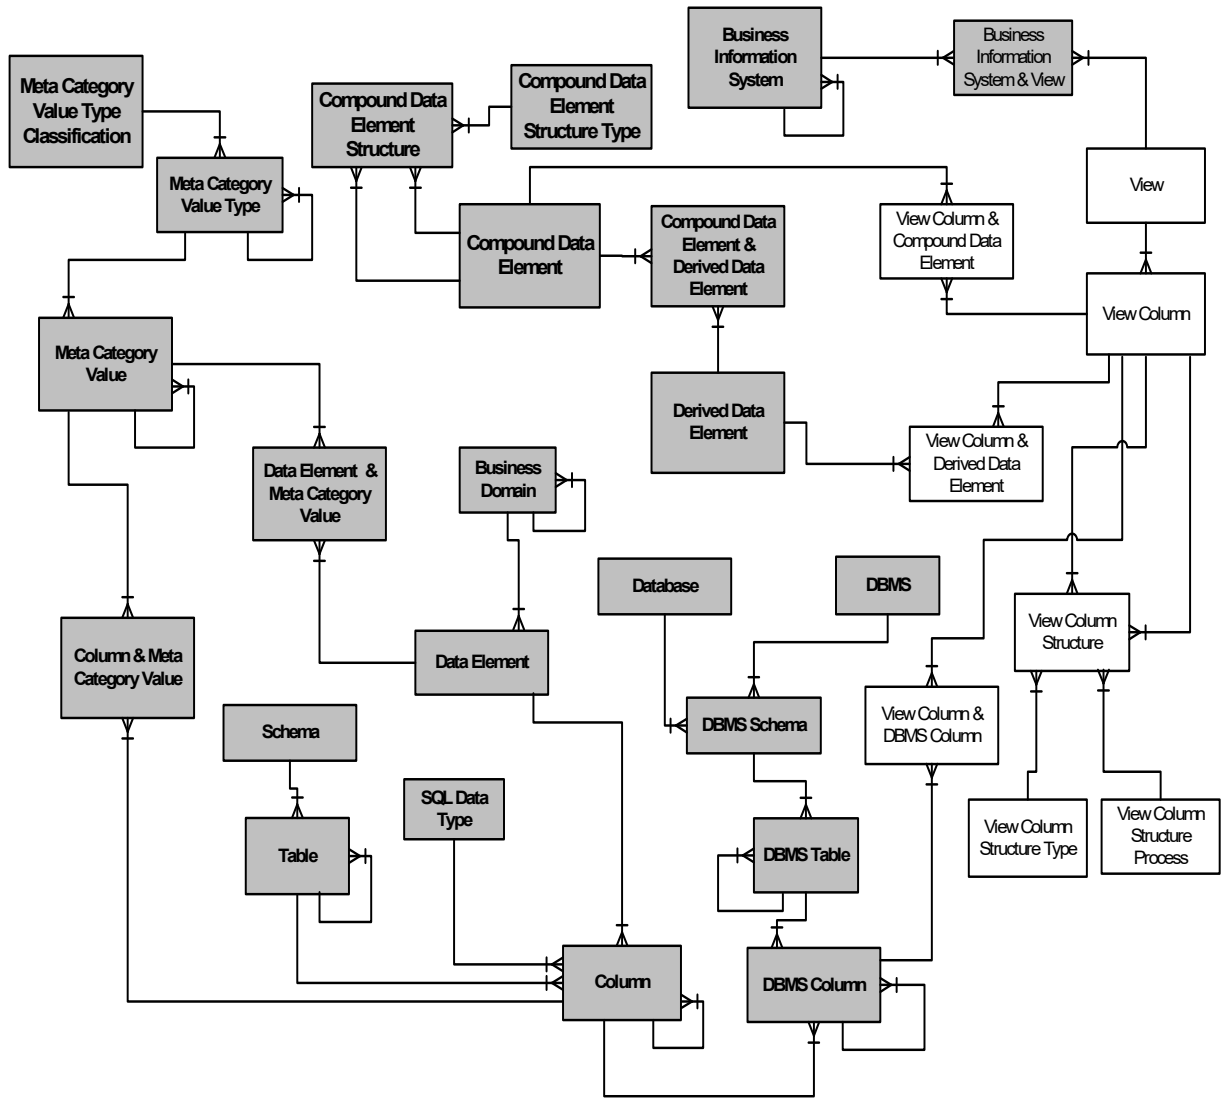 Business
Information
System
Business
Information
System & View
Meta Category
Value Type
Classification
Compound Data
Element
Structure
Compound Data
Element
Structure Type
Meta Category
Value Type
View
Compound Data
Element
Compound Data
Element &
Derived Data
Element
View Column &
Compound Data
Element
View Column
Meta Category
Value
Derived Data
Element
View Column &
Derived Data
Element
Data Element &
Meta Category
Value
Business
Domain
Database
DBMS
View Column
Structure
Column & Meta
Category Value
Data Element
DBMS Schema
View Column &
DBMS Column
Schema
SQL Data
Type
View Column
Structure Type
View Column
Structure
Process
Table
DBMS Table
Column
DBMS Column